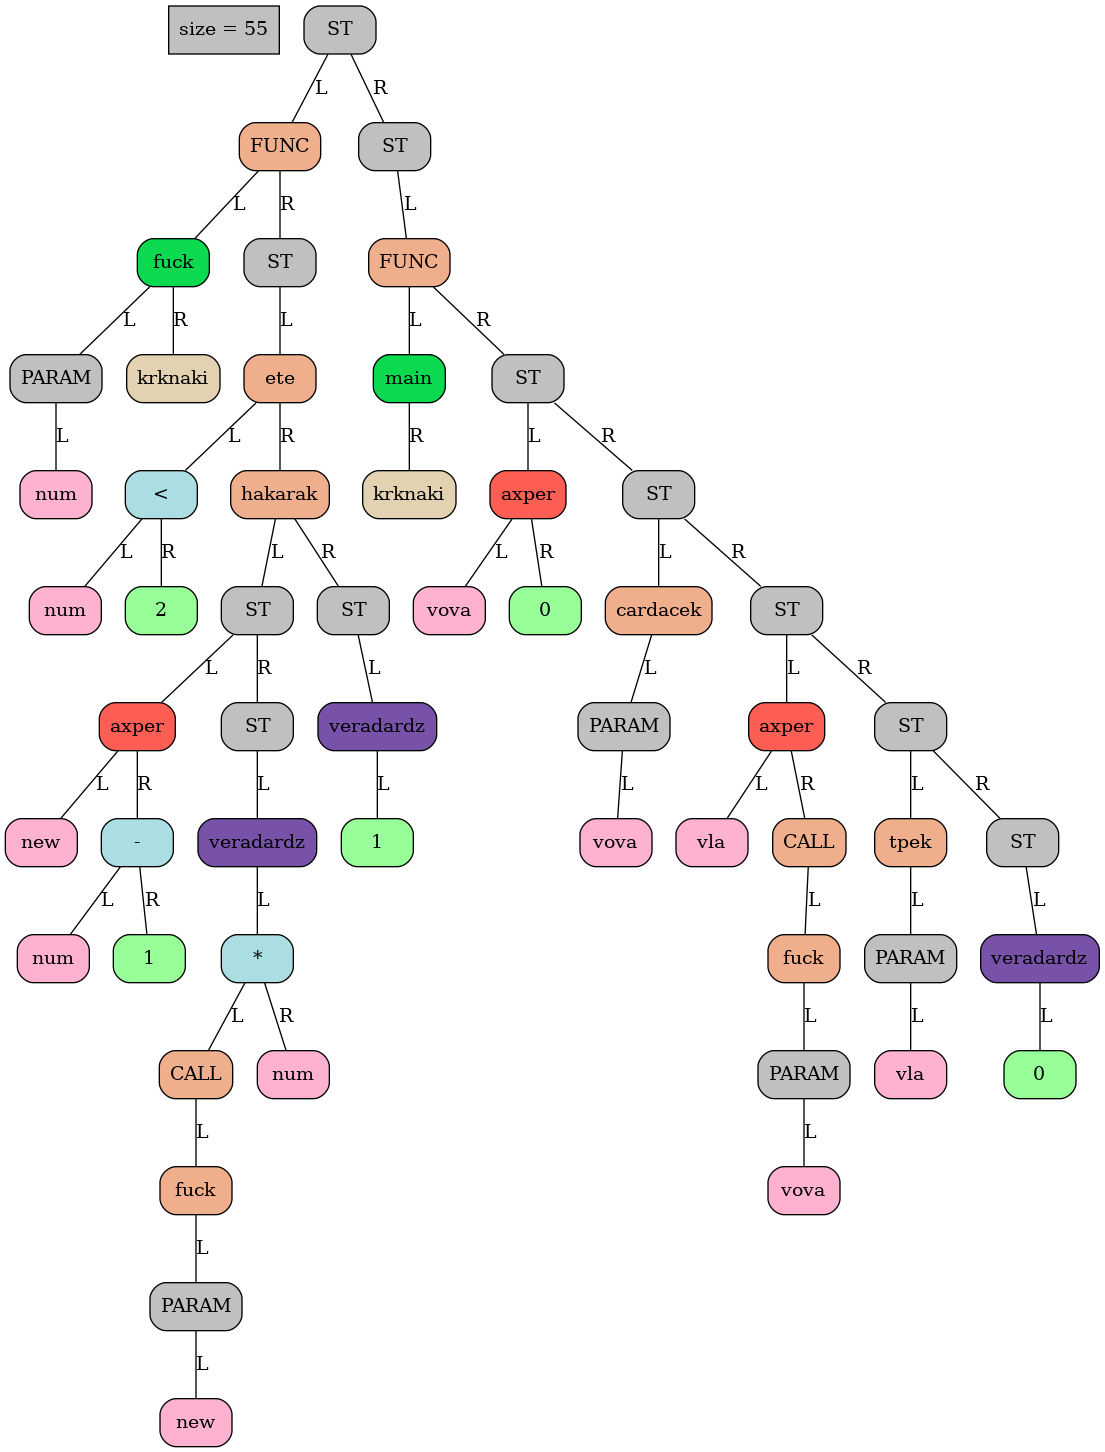 size = 55 ST
L R
FUNC ST
L R L
fuck ST FUNC
L R L L R
PARAM krknaki ete main ST
L L R R L R
num < hakarak krknaki axper ST
L R L R L R L R
num 2 ST ST vova 0 cardacek ST
L R L L L R
axper ST veradardz PARAM axper ST
L R L L L L R L R
new - veradardz 1 vova vla CALL tpek ST
L R L L L L
num 1 * fuck PARAM veradardz
L R L L L
CALL num PARAM vla 0
L L
fuck vova
L
PARAM
L
new